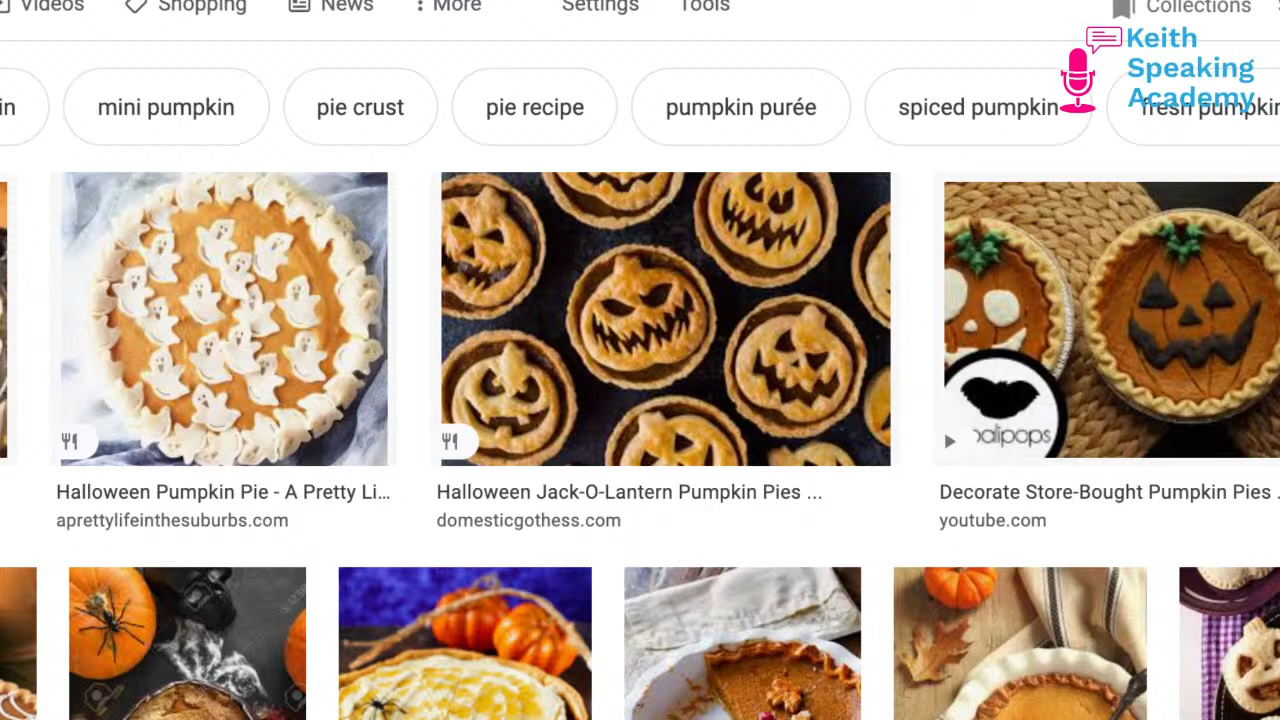 Videos Shopping News More Settings Tools Collections
in mini pumpkin pie crust pie recipe pumpkin purée spiced pumpkin fresh pumpkin
Keith
Speaking
Academy
alipops
Halloween Pumpkin Pie - A Pretty Li...
aprettylifeinthesuburbs.com
Halloween Jack-O-Lantern Pumpkin Pies ...
domesticgothess.com
Decorate Store-Bought Pumpkin Pies .
youtube.com